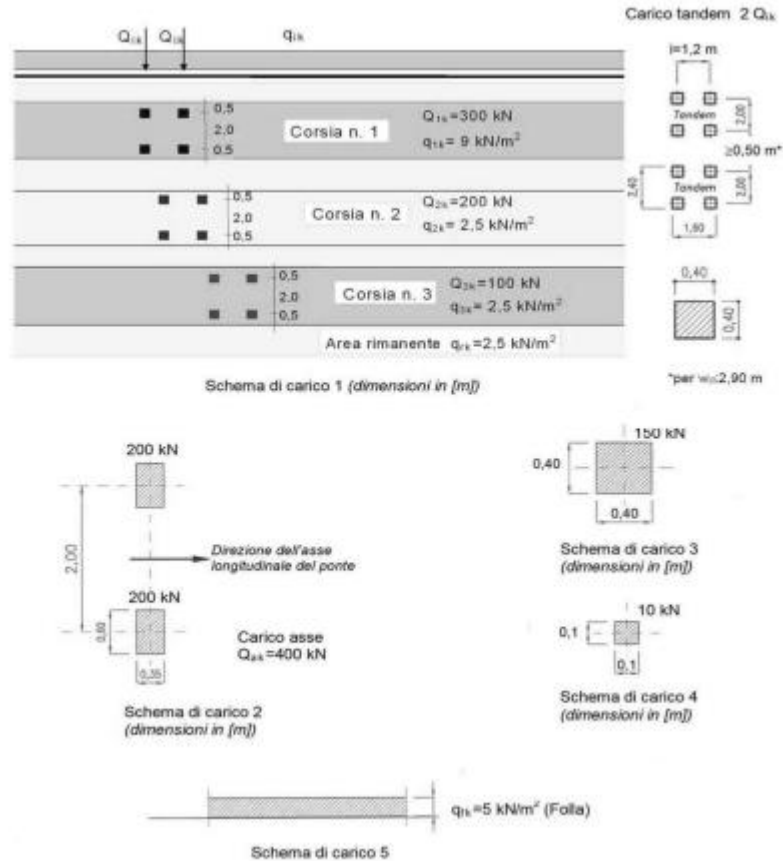 Carico tandem 2 Qik
Qik Qik qik
l=1,2 m
0,5
2,0
0,5
Corsia n. 1
Q1k=300 kN
q1k= 9 kN/m²
Tandem
2,00
≥0,50 m*
0,5
2,0
0,5
Corsia n. 2
Q2k=200 kN
q2k= 2,5 kN/m²
2,40
Tandem
2,00
1,60
0,5
2,0
0,5
Corsia n. 3
Q3k=100 kN
q3k= 2,5 kN/m²
0,40
0,40
Area rimanente qrk=2,5 kN/m²
Schema di carico 1 (dimensioni in [m])
2,90 m
200 kN
2,00
Direzione dell'asse
longitudinale del ponte
200 kN
0,60
0,35
Carico asse
Qak=400 kN
Schema di carico 2
(dimensioni in [m])
150 kN
0,40
0,40
Schema di carico 3
(dimensioni in [m])
10 kN
0,1
0,1
Schema di carico 4
(dimensioni in [m])
qfk=5 kN/m² (Folla)
Schema di carico 5